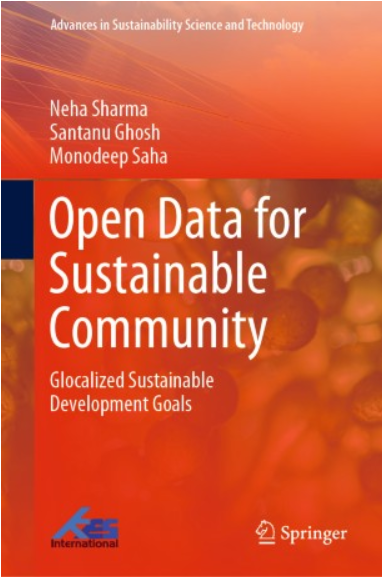 Advances in Sustainability Science and Technology
Neha Sharma
Santanu Ghosh
Monodeep Saha
Open Data for
Sustainable
Community
Glocalized Sustainable
Development Goals
KES
International
Springer